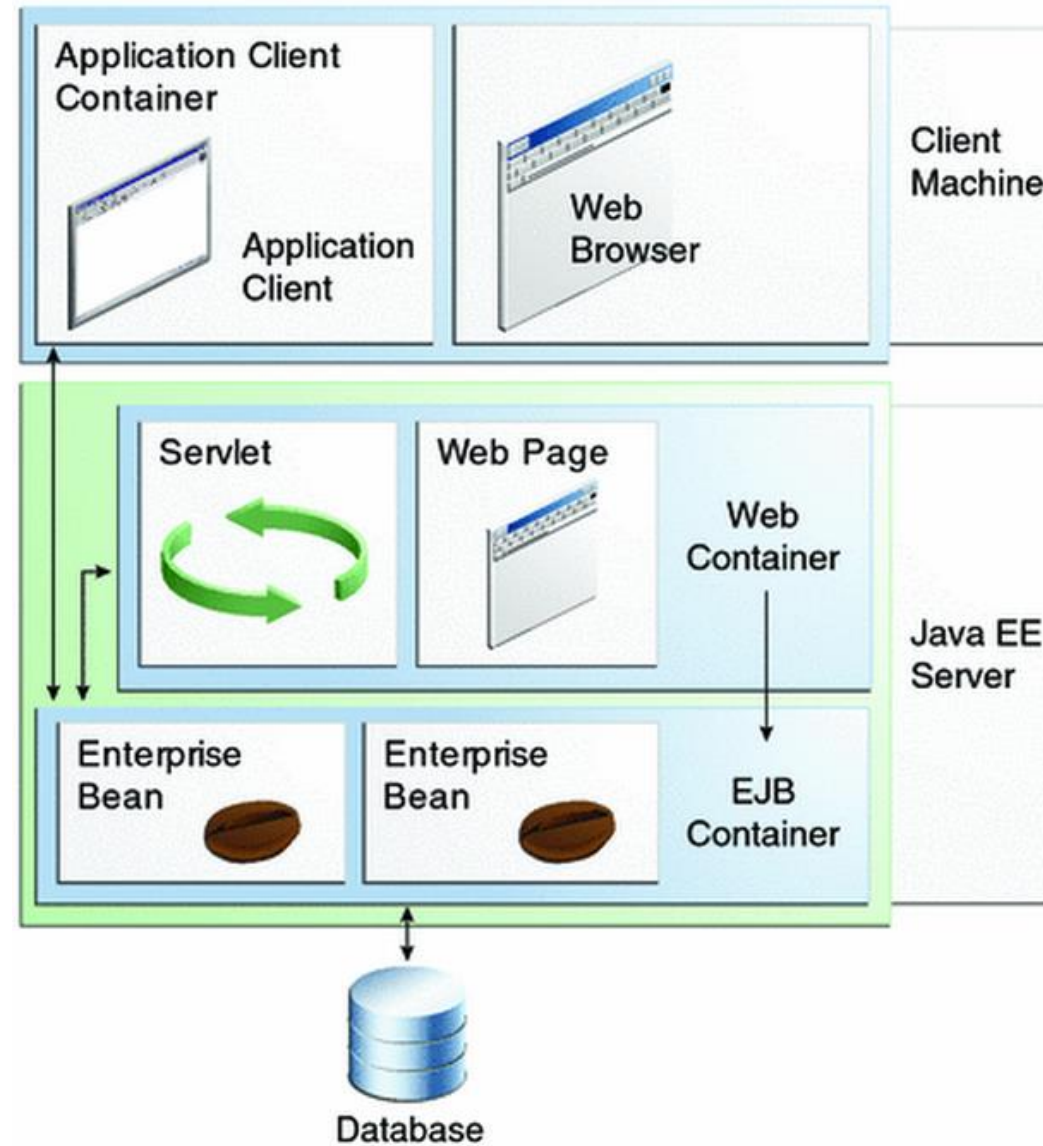 Application Client
Container
Application
Client
Web
Browser
Client
Machine
Servlet
Web Page
Web
Container
Java EE
Server
Enterprise
Bean
Enterprise
Bean
EJB
Container
Database